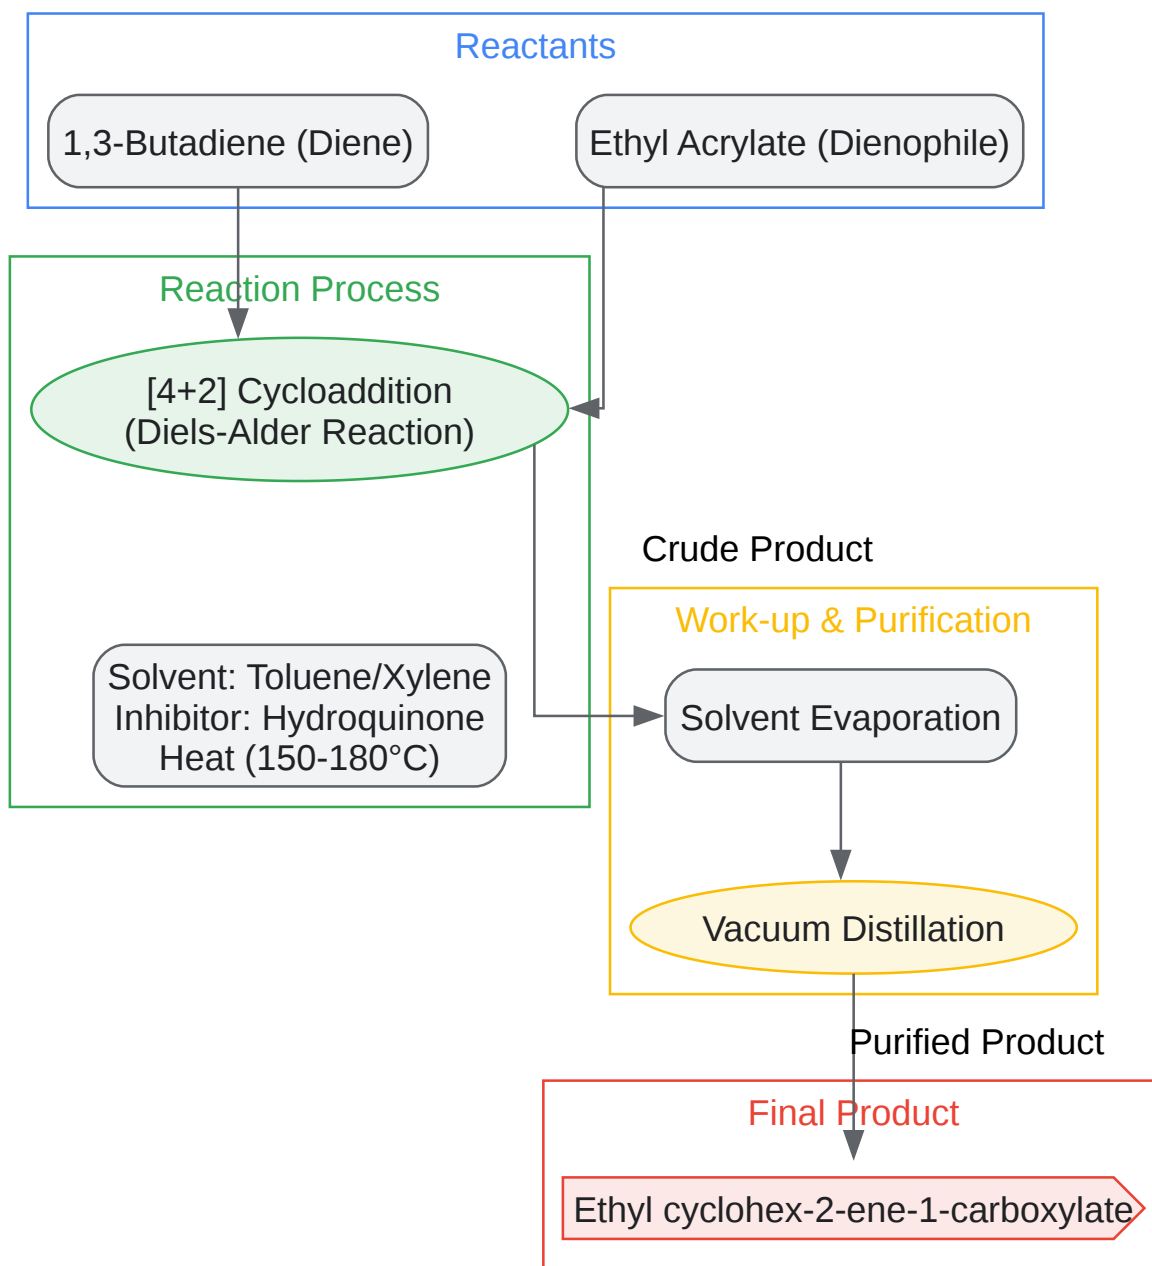 Reactants
1,3-Butadiene (Diene)
Ethyl Acrylate (Dienophile)
Reaction Process
[4+2] Cycloaddition
(Diels-Alder Reaction)
Crude Product
Work-up & Purification
Solvent: Toluene/Xylene
Inhibitor: Hydroquinone
Heat (150-180°C)
Solvent Evaporation
Vacuum Distillation
Purified Product
Final Product
Ethyl cyclohex-2-ene-1-carboxylate